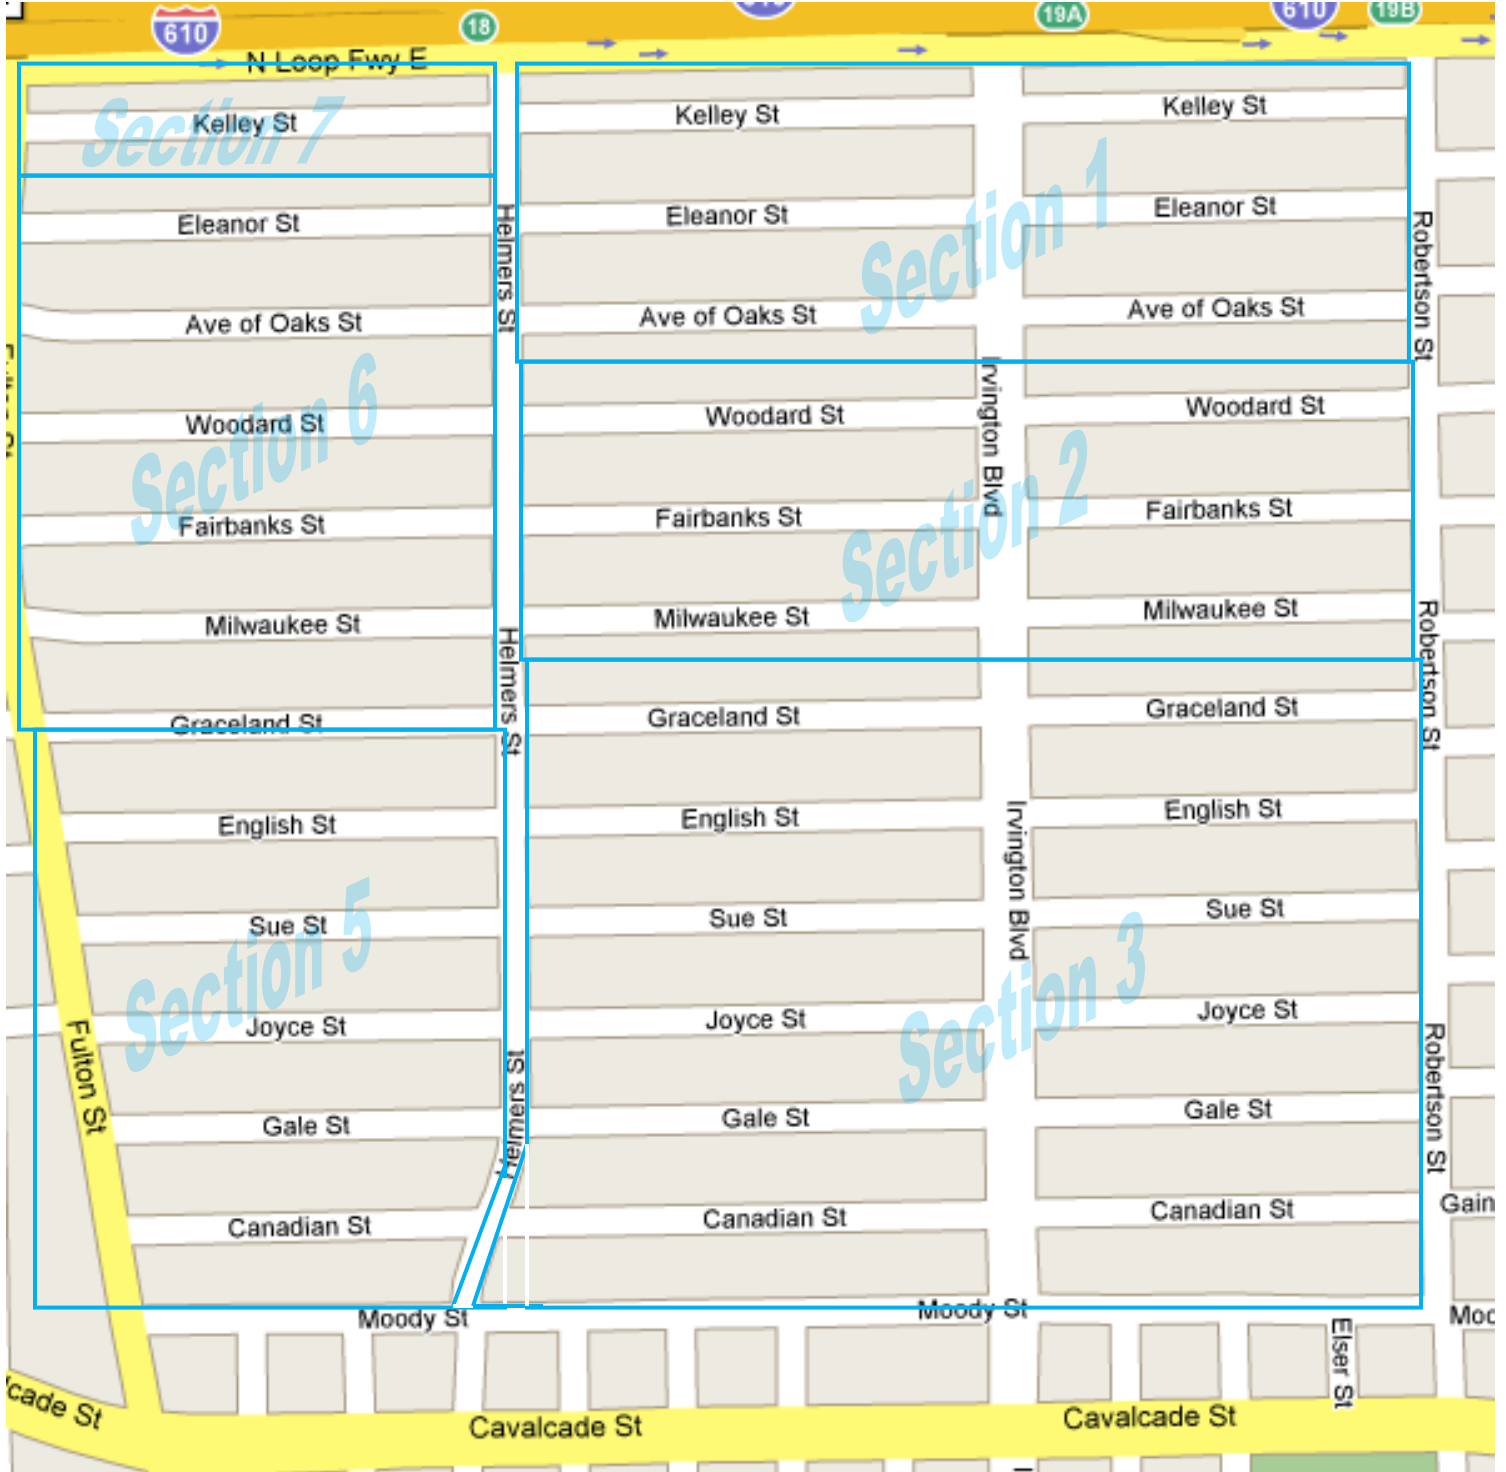 610
18
19A
610
19B
N Loop Fwy E
Section 7
Kelley St
Kelley St
Kelley St
Section 1
Eleanor St
Eleanor St
Eleanor St
Helmers St
Robertson St
Ave of Oaks St
Ave of Oaks St
Ave of Oaks St
Section 6
Irvington Blvd
Woodard St
Woodard St
Woodard St
Section 2
Fairbanks St
Fairbanks St
Fairbanks St
Milwaukee St
Milwaukee St
Milwaukee St
Helmers St
Robertson St
Graceland St
Graceland St
Graceland St
English St
English St
English St
Irvington Blvd
Section 5
Sue St
Sue St
Sue St
Section 3
Joyce St
Joyce St
Joyce St
Fulton St
Helmers St
Robertson St
Gale St
Gale St
Gale St
Canadian St
Canadian St
Canadian St
Gain
Moody St
Moody St
Moo
Elser St
lcade St
Cavalcade St
Cavalcade St